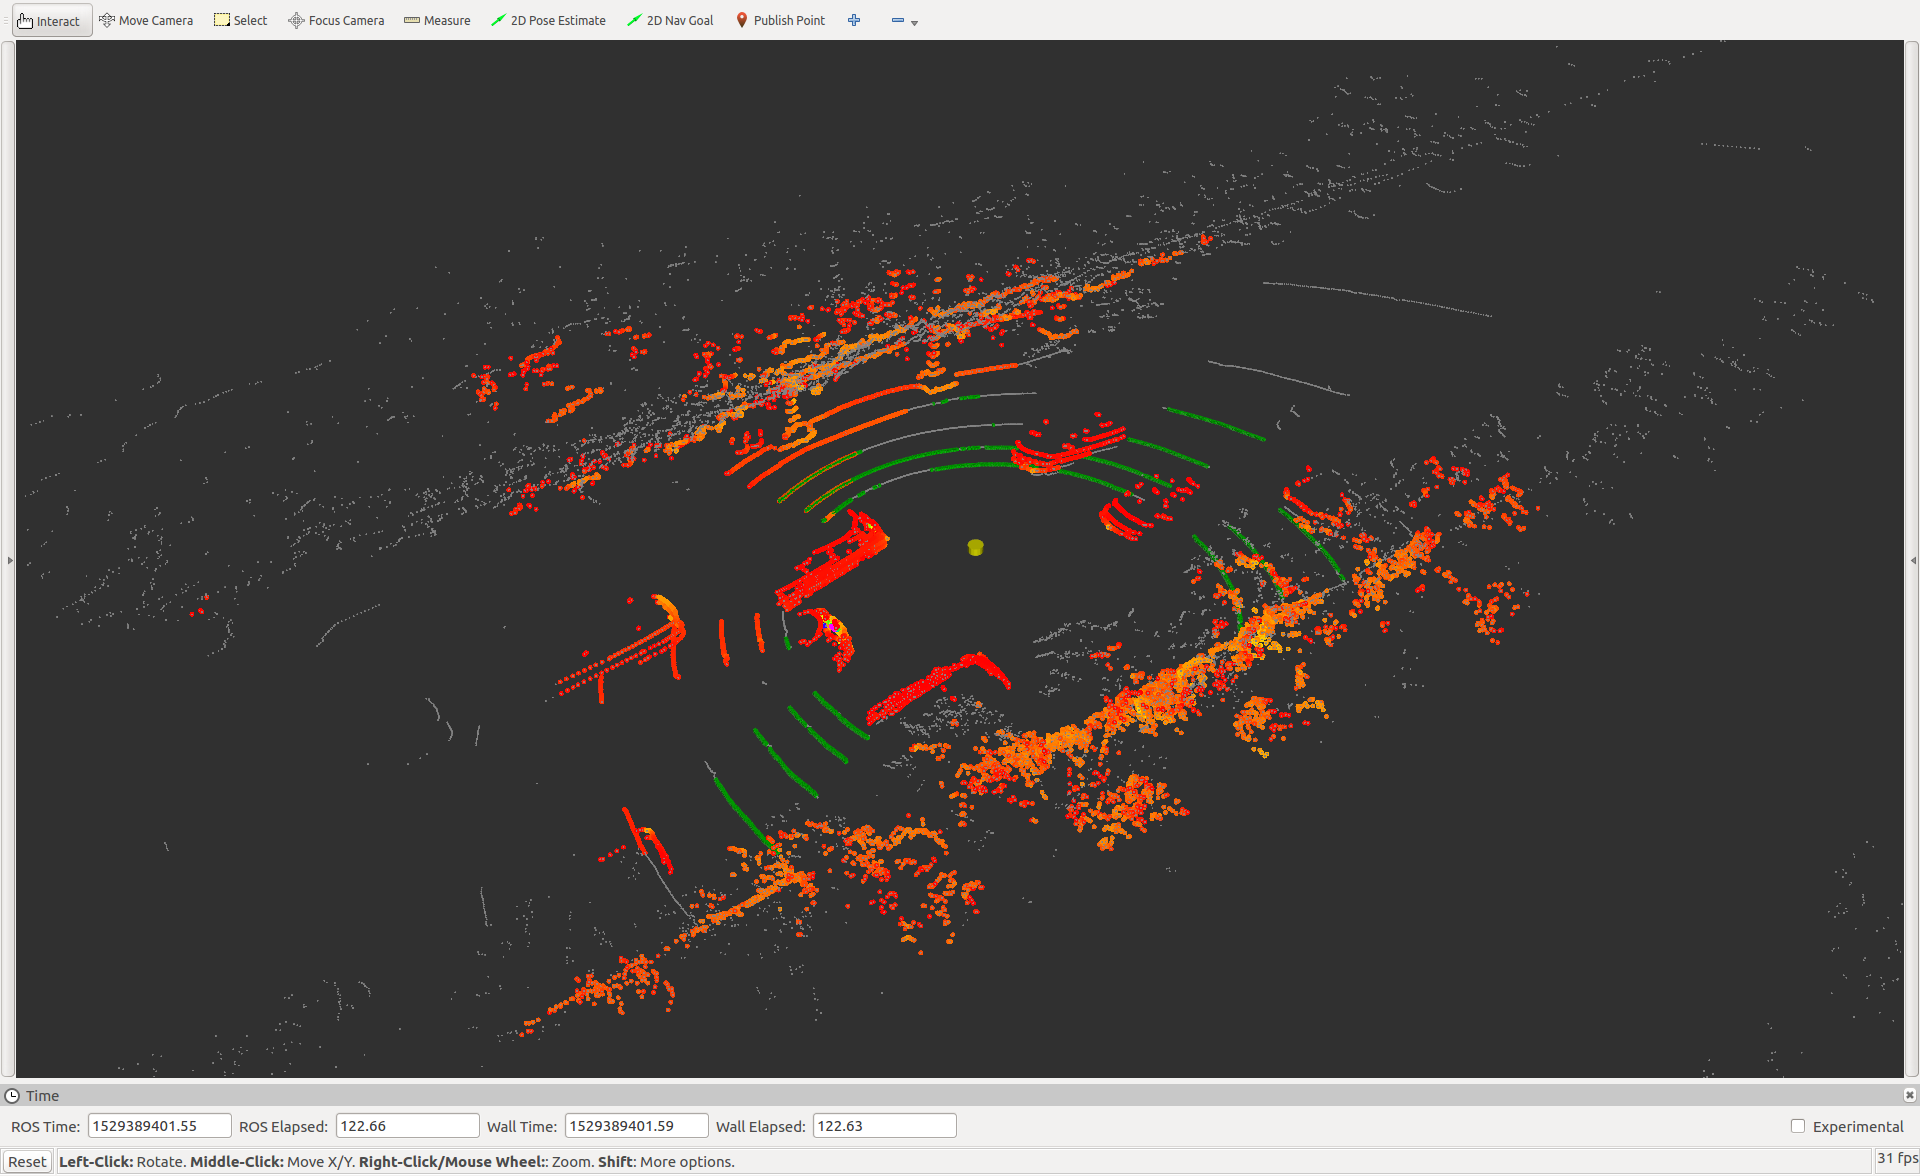 Interact Move Camera Select Focus Camera Measure 2D Pose Estimate 2D Nav Goal Publish Point
Time
ROS Time: 1529389401.55 ROS Elapsed: 122.66 Wall Time: 1529389401.59 Wall Elapsed: 122.63 Experimental
Reset Left-Click: Rotate. Middle-Click: Move X/Y. Right-Click/Mouse Wheel:: Zoom. Shift: More options. 31 fps